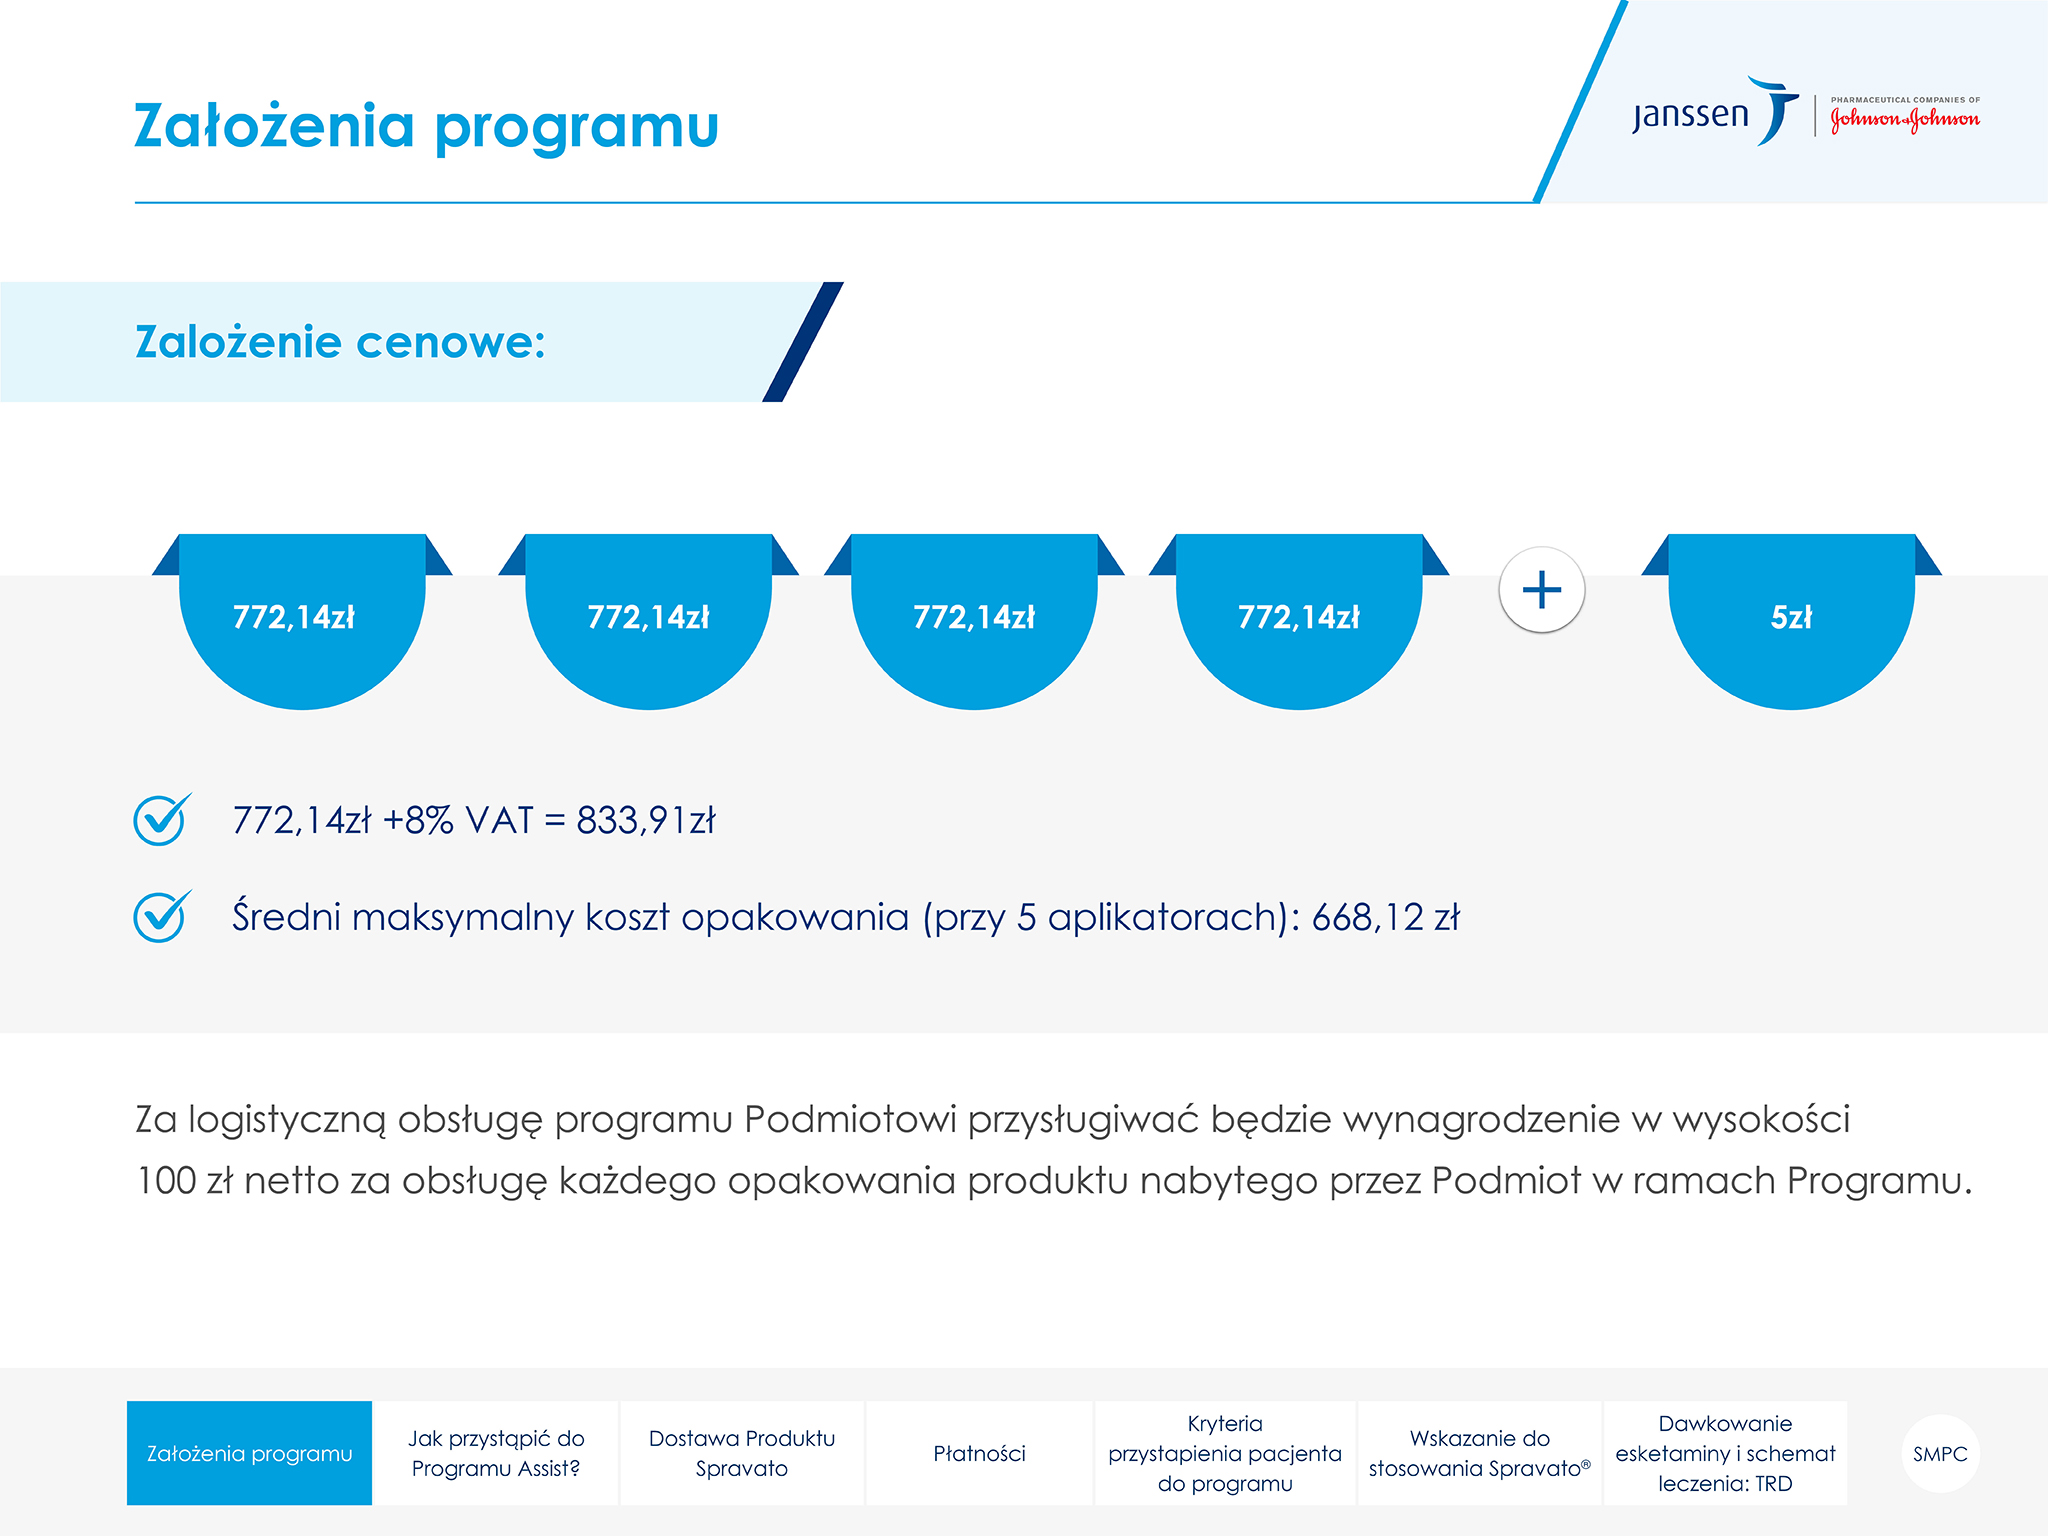 Założenia programu
janssen
PHARMACEUTICAL COMPANIES OF
Johnson & Johnson
Zalożenie cenowe:
772,14zł
772,14zł
772,14zł
772,14zł
+
5zł
772,14zł +8% VAT = 833,91zł
Średni maksymalny koszt opakowania (przy 5 aplikatorach): 668,12 zł
Za logistyczną obsługę programu Podmiotowi przysługiwać będzie wynagrodzenie w wysokości
100 zł netto za obsługę każdego opakowania produktu nabytego przez Podmiot w ramach Programu.
Założenia programu
Jak przystąpić do
Programu Assist?
Dostawa Produktu
Spravato
Płatności
Kryteria
przystapienia pacjenta
do programu
Wskazanie do
stosowania Spravato®
Dawkowanie
esketaminy i schemat
leczenia: TRD
SMPC